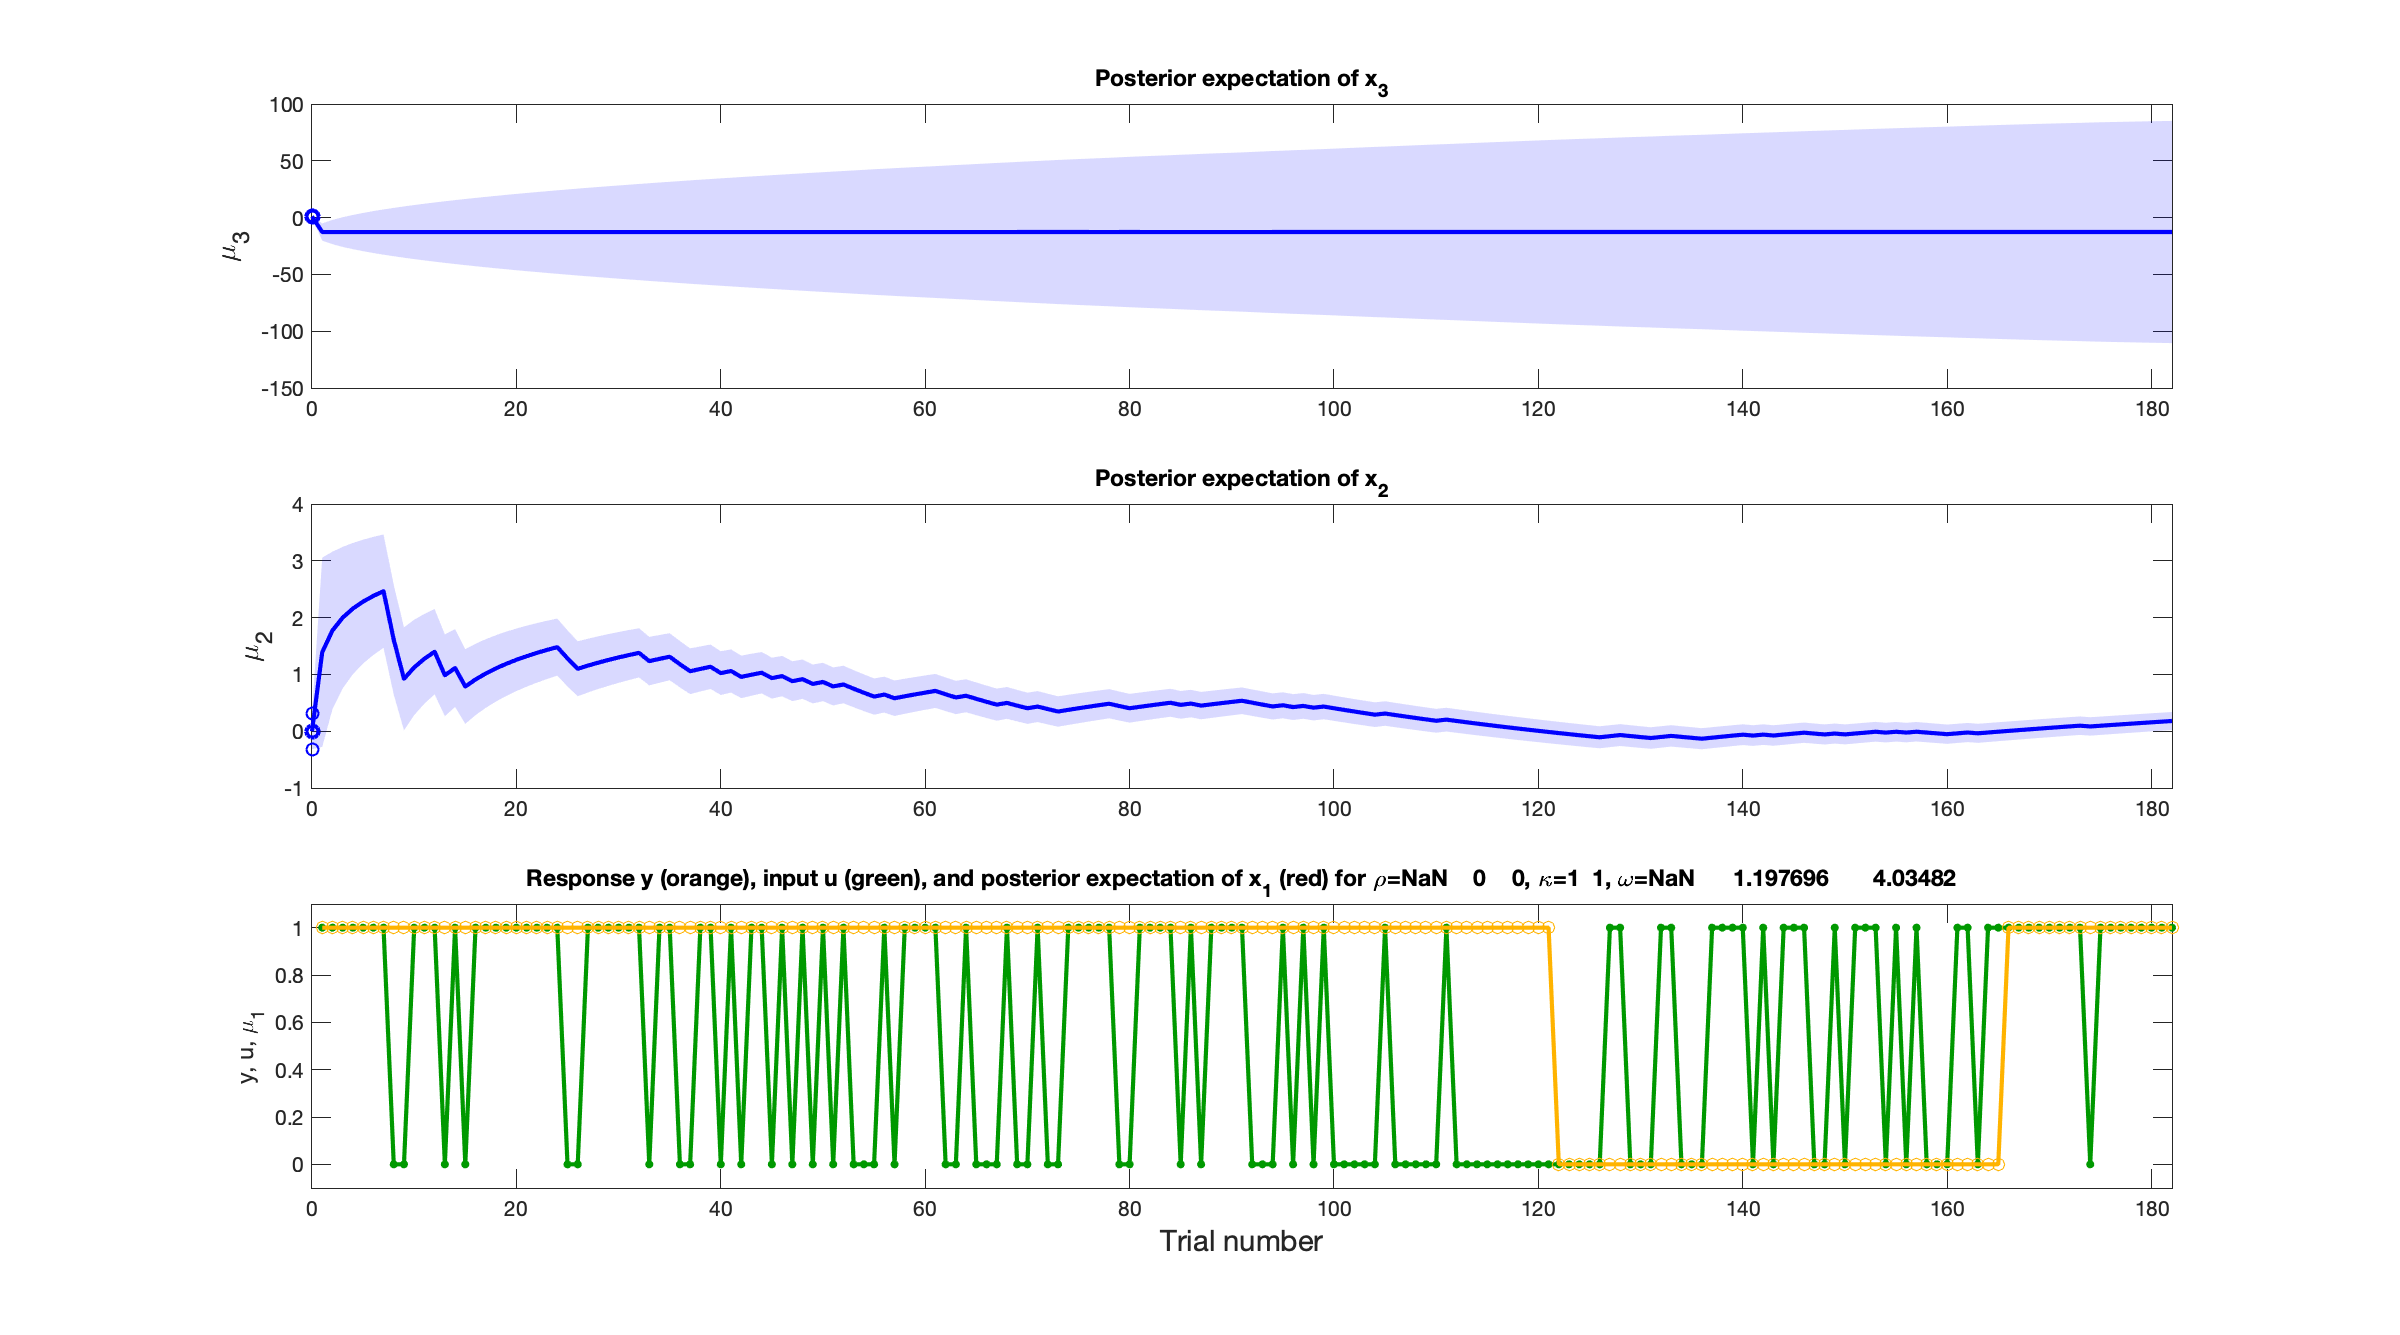 Posterior expectation of x3
100
50
0
-50
-100
-150
μ3
0 20 40 60 80 100 120 140 160 180
Posterior expectation of x2
4
3
2
1
0
-1
μ2
0 20 40 60 80 100 120 140 160 180
Response y (orange), input u (green), and posterior expectation of x1 (red) for ρ=NaN 0 0, κ=1 1, ω=NaN 1.197696 4.03482
1
0.8
0.6
0.4
0.2
0
y, u, μ1
0 20 40 60 80 100 120 140 160 180
Trial number